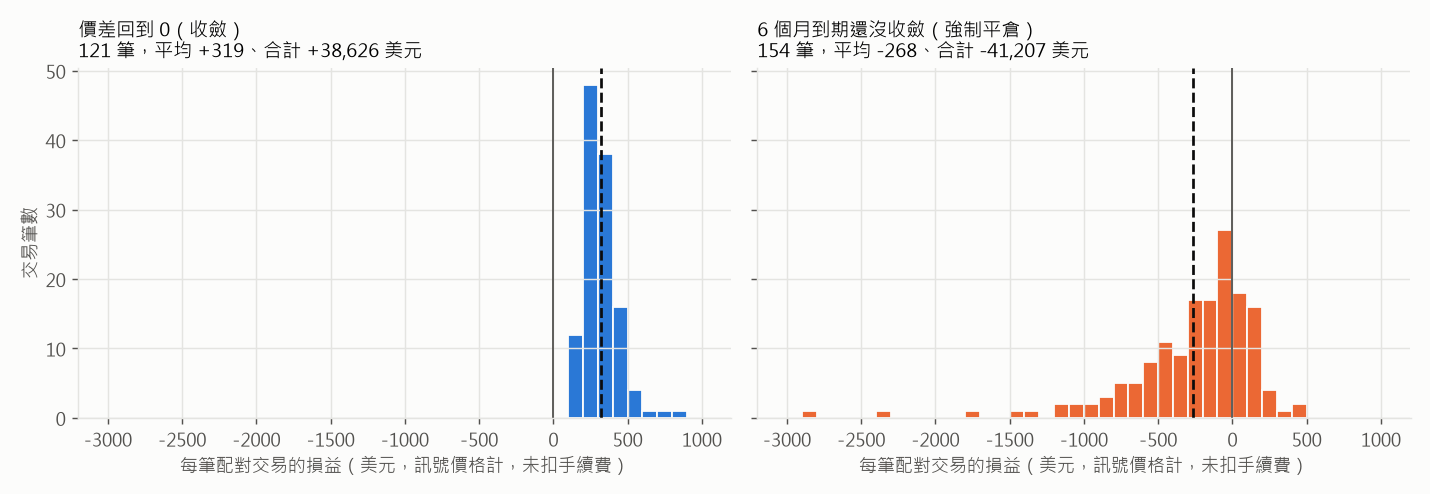 價差回到 0（收斂）
121 筆，平均 +319、合計 +38,626 美元
6 個月到期還沒收斂（強制平倉）
154 筆，平均 -268、合計 -41,207 美元
交易筆數
50
40
30
20
10
0
-3000 -2500 -2000 -1500 -1000 -500 0 500 1000
-3000 -2500 -2000 -1500 -1000 -500 0 500 1000
每筆配對交易的損益（美元，訊號價格計，未扣手續費）
每筆配對交易的損益（美元，訊號價格計，未扣手續費）